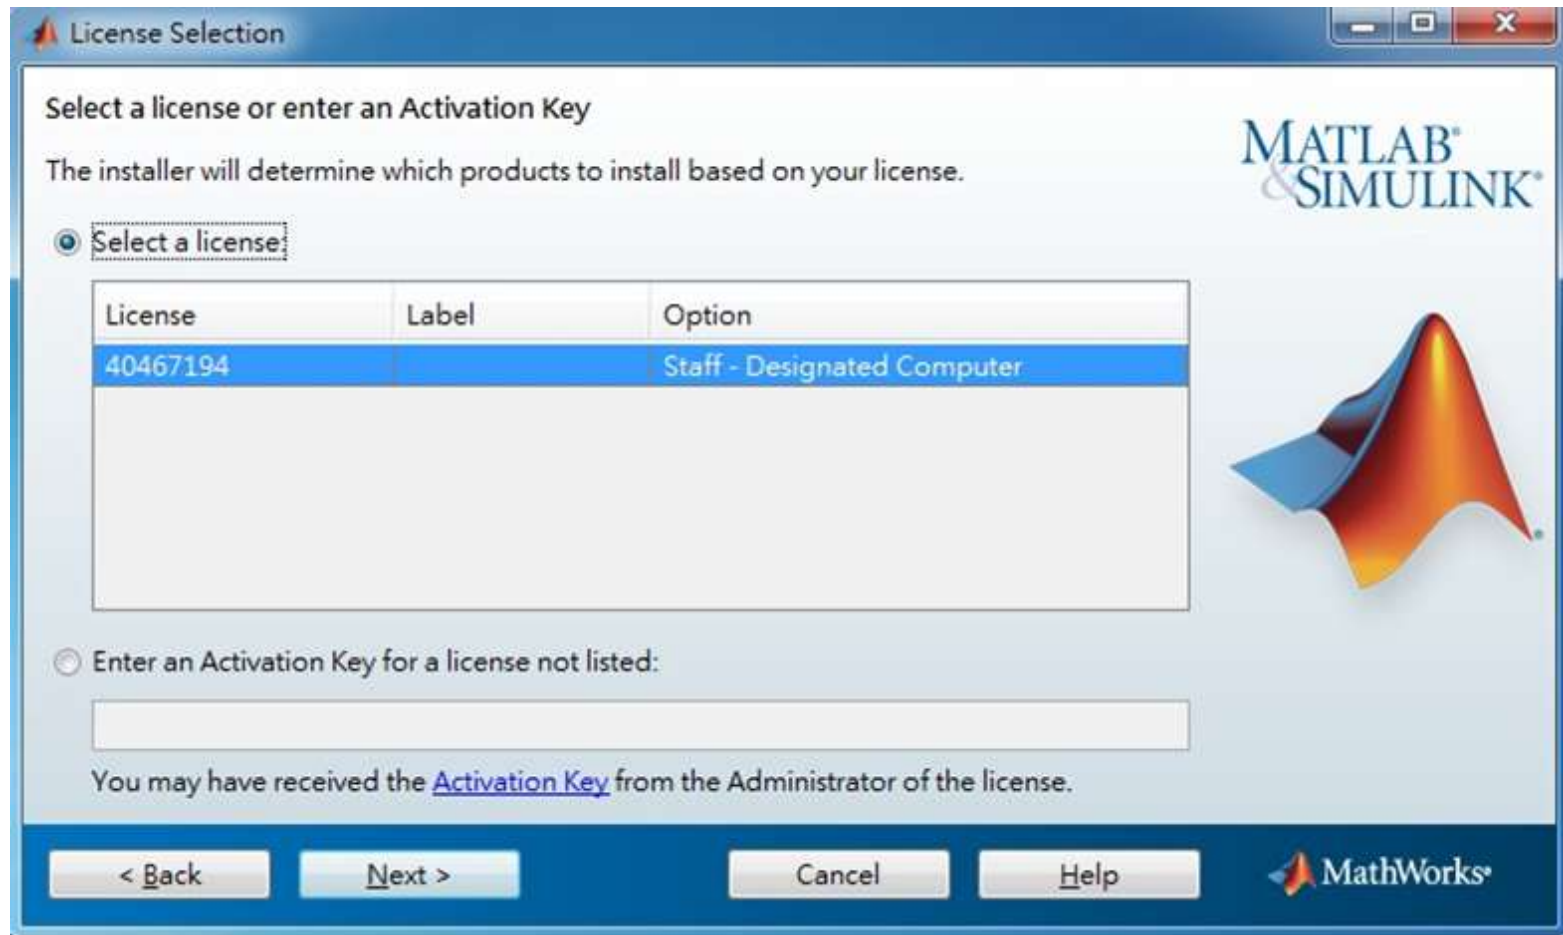 License Selection
Select a license or enter an Activation Key
The installer will determine which products to install based on your license.
MATLAB®
&SIMULINK®
Select a license:
License Label Option
40467194 Staff - Designated Computer
Enter an Activation Key for a license not listed:
You may have received the Activation Key from the Administrator of the license.
< Back Next > Cancel Help MathWorks®